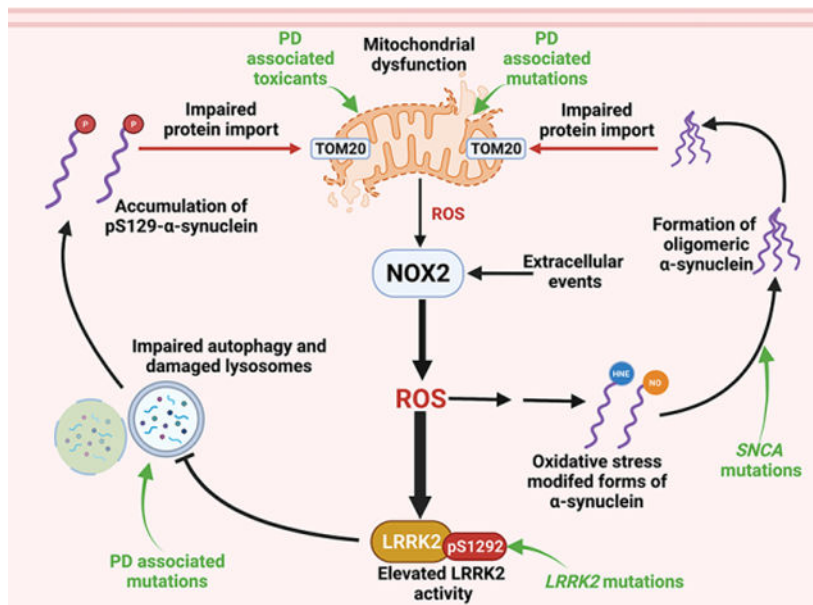 PD
associated
toxicants
Mitochondrial
dysfunction
PD
associated
mutations
P
P
Impaired
protein import
TOM20
TOM20
Impaired
protein import
Accumulation of
pS129-α-synuclein
ROS
NOX2
Extracellular
events
Formation of
oligomeric
α-synuclein
Impaired autophagy and
damaged lysosomes
ROS
HNE
NO
Oxidative stress
modifed forms of
α-synuclein
SNCA
mutations
PD associated
mutations
LRRK2
pS1292
Elevated LRRK2
activity
LRRK2 mutations